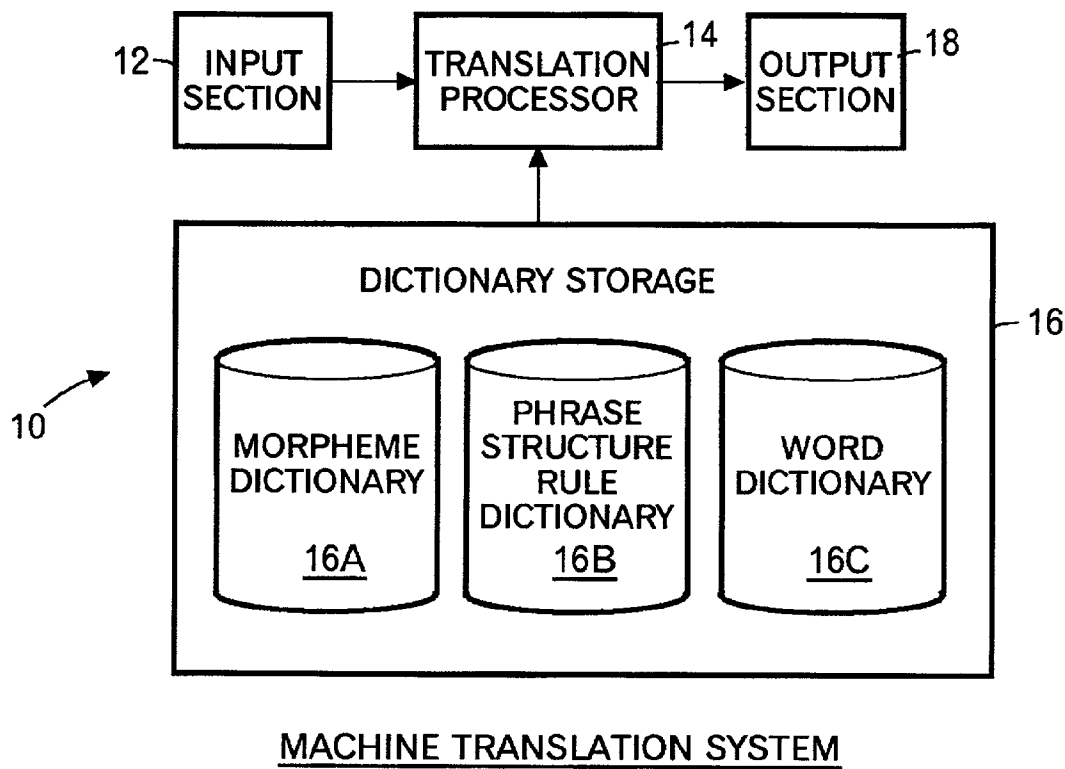 12
INPUT
SECTION
TRANSLATION
PROCESSOR
14
OUTPUT
SECTION
18
DICTIONARY STORAGE
16
10
MORPHEME
DICTIONARY
16A
PHRASE
STRUCTURE
RULE
DICTIONARY
16B
WORD
DICTIONARY
16C
MACHINE TRANSLATION SYSTEM